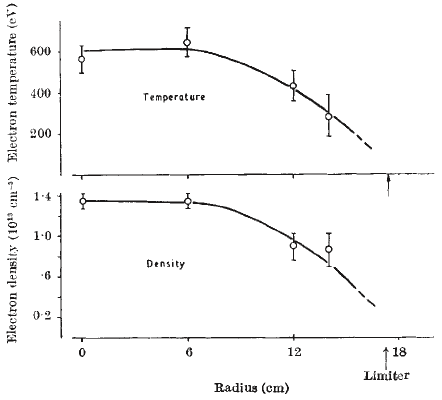 Electron temperature (eV)
600
400
200
Temperature
Electron density (10¹³ cm⁻³)
1·4
1·0
·6
0·2
Density
0
6
12
18
Limiter
Radius (cm)